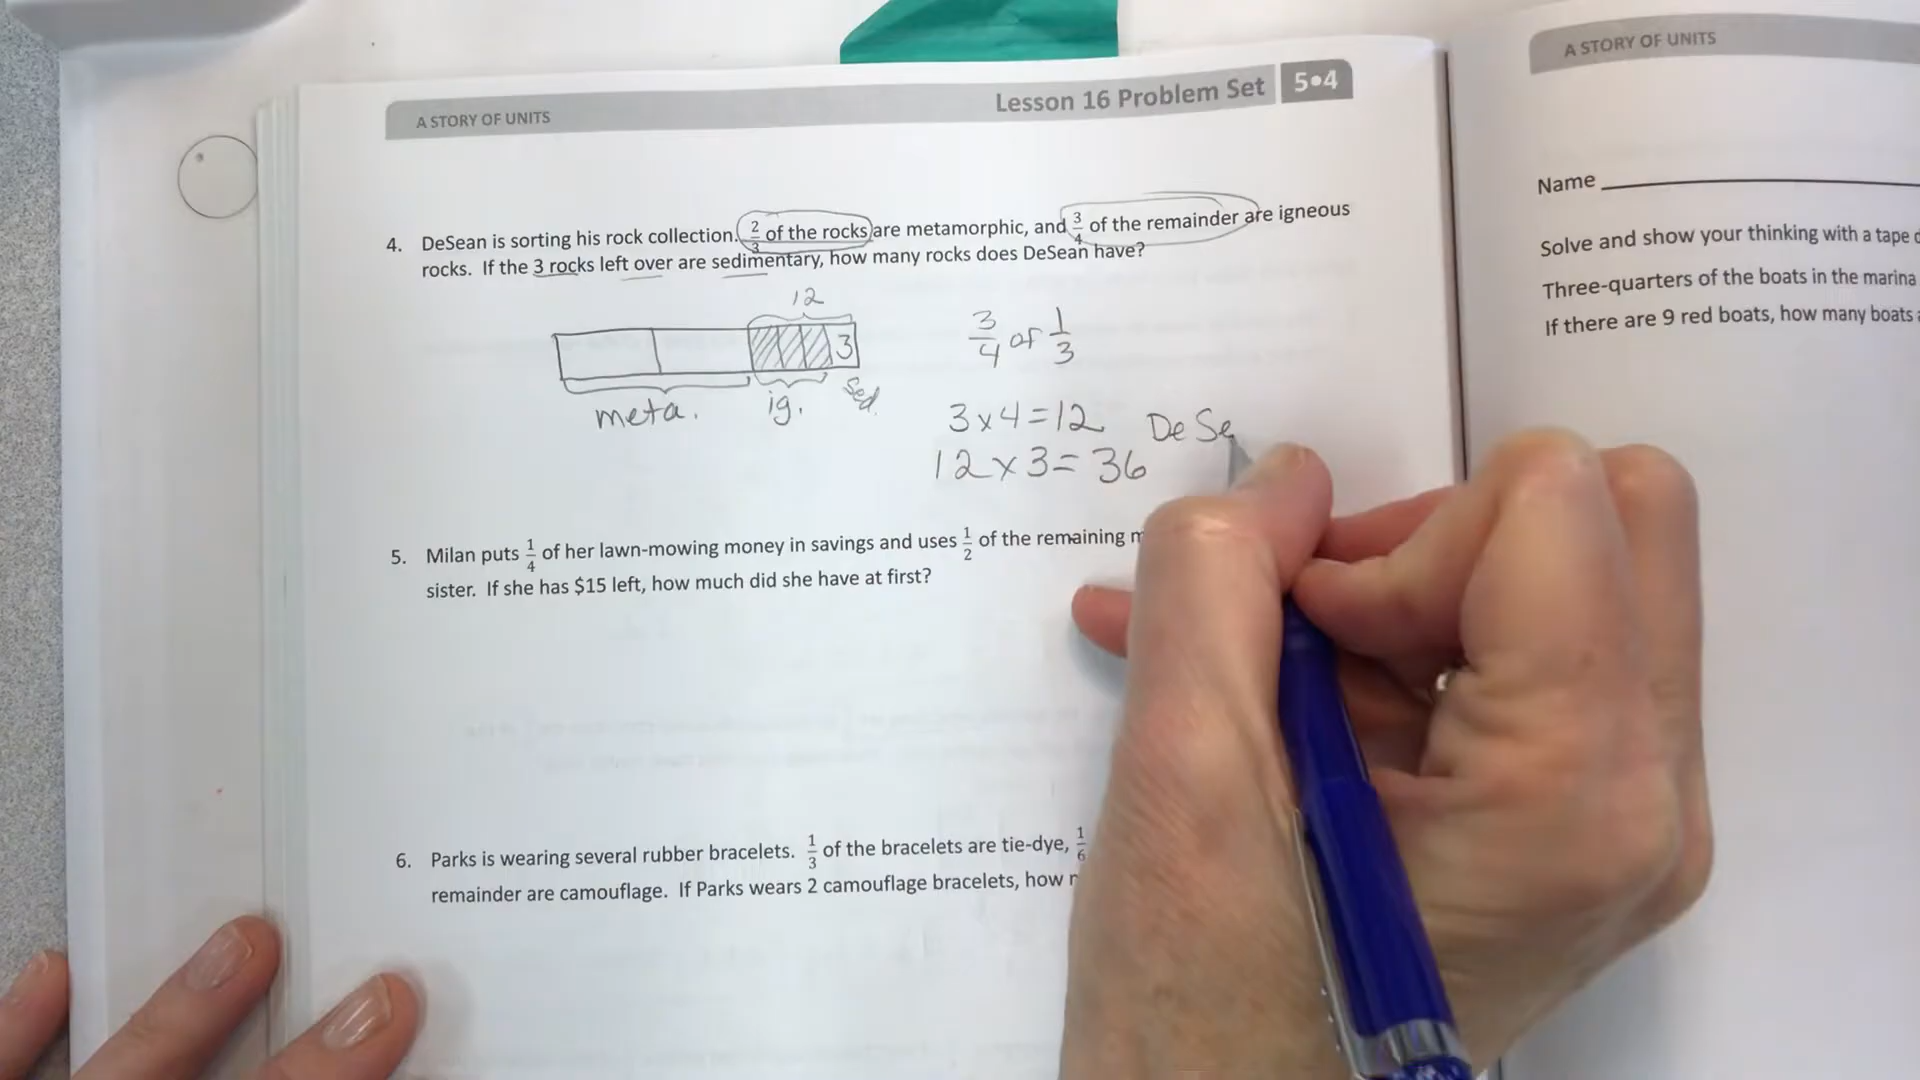 A STORY OF UNITS
Lesson 16 Problem Set 5•4
4. DeSean is sorting his rock collection. 2/3 of the rocks are metamorphic, and 3/4 of the remainder are igneous
rocks. If the 3 rocks left over are sedimentary, how many rocks does DeSean have?
12
3
meta. ig. sed.
3/4 of 1/3
3 x 4 = 12
12 x 3 = 36
DeSe
5. Milan puts 1/4 of her lawn-mowing money in savings and uses 1/2 of the remaining
sister. If she has $15 left, how much did she have at first?
6. Parks is wearing several rubber bracelets. 1/3 of the bracelets are tie-dye, 1/6
remainder are camouflage. If Parks wears 2 camouflage bracelets, how
A STORY OF UNITS
Name
Solve and show your thinking with a tape
Three-quarters of the boats in the marina
If there are 9 red boats, how many boats